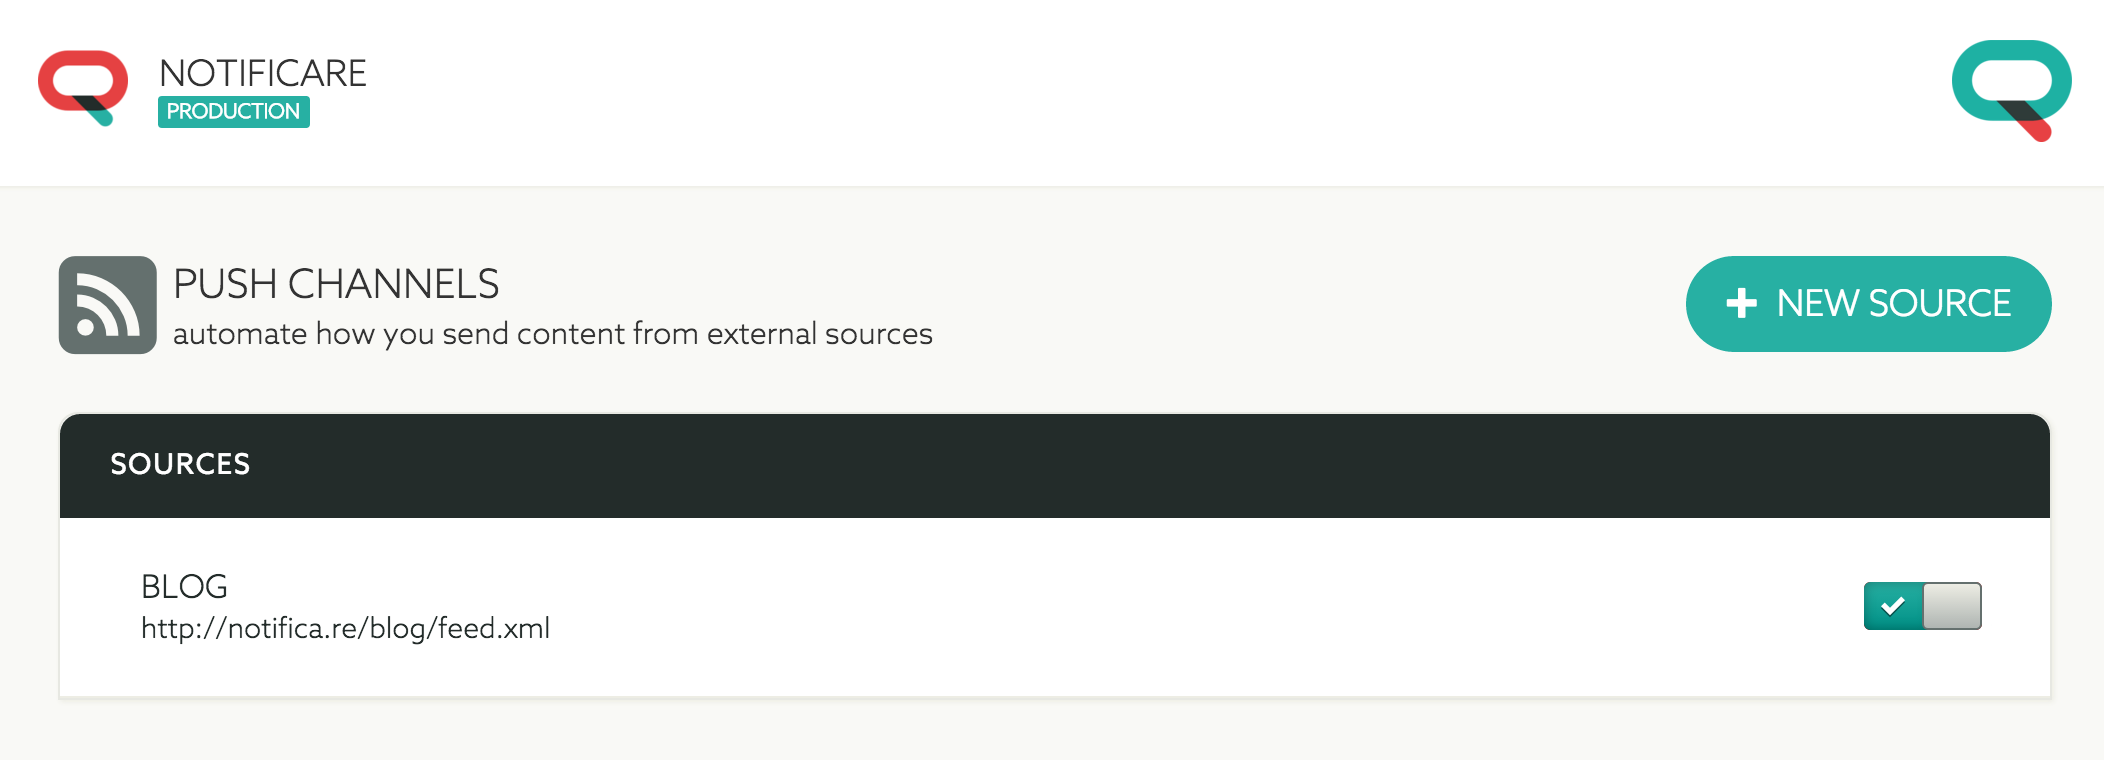 NOTIFICARE
PRODUCTION
PUSH CHANNELS
automate how you send content from external sources
NEW SOURCE
SOURCES
BLOG
http://notifica.re/blog/feed.xml